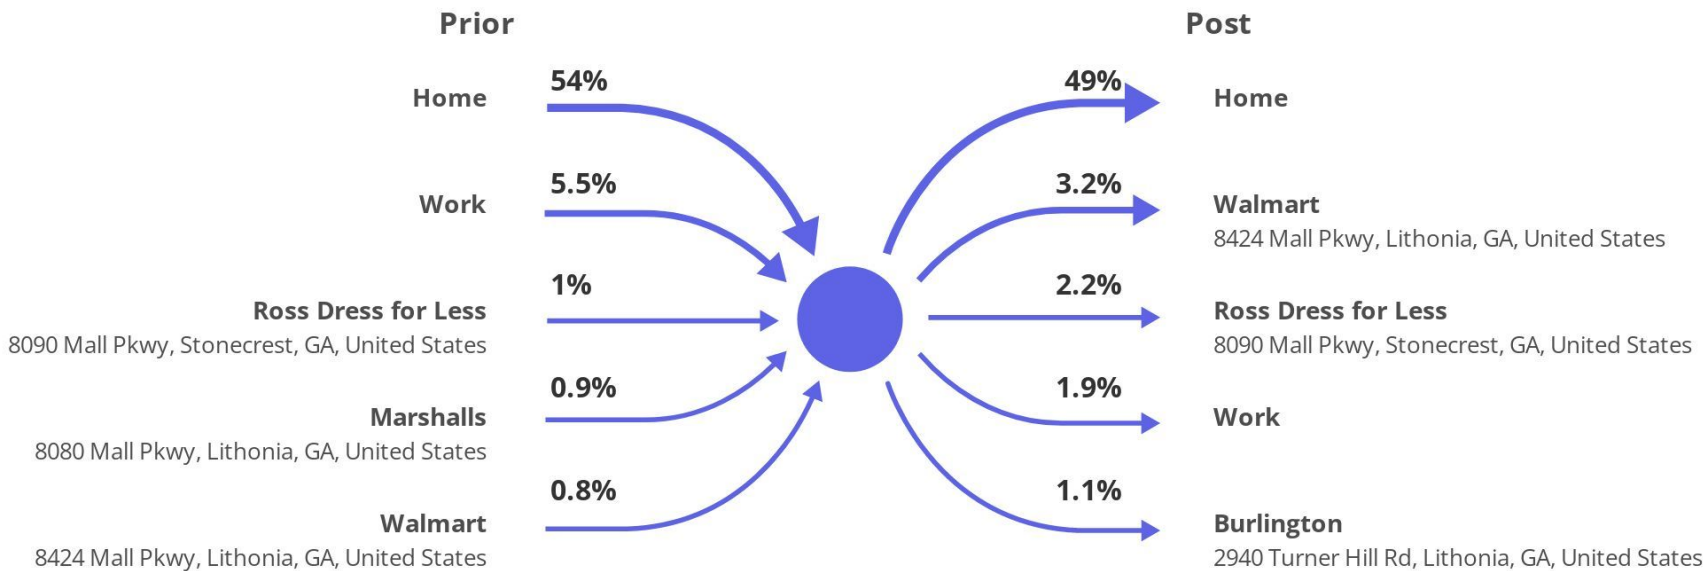 Prior
Post
54%
Home
5.5%
Work
1%
Ross Dress for Less
8090 Mall Pkwy, Stonecrest, GA, United States
0.9%
Marshalls
8080 Mall Pkwy, Lithonia, GA, United States
0.8%
Walmart
8424 Mall Pkwy, Lithonia, GA, United States
49%
Home
3.2%
Walmart
8424 Mall Pkwy, Lithonia, GA, United States
2.2%
Ross Dress for Less
8090 Mall Pkwy, Stonecrest, GA, United States
1.9%
Work
1.1%
Burlington
2940 Turner Hill Rd, Lithonia, GA, United States